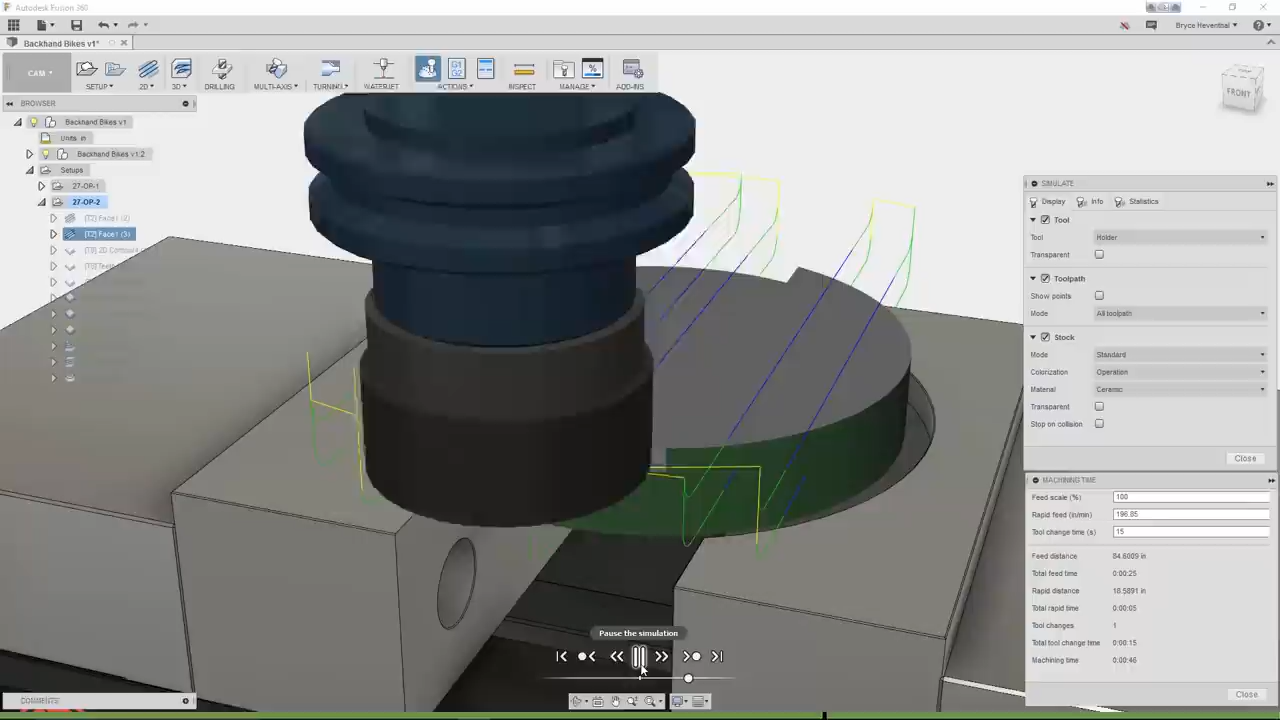 Autodesk Fusion 360
Bryce Heventhal
Backhand Bikes v1*
CAM
SETUP
2D
3D
DRILLING
MULTI-AXIS
TURNING
WATERJET
G1
G2
ACTIONS
INSPECT
MANAGE
ADD-INS
BROWSER
FRONT
Backhand Bikes v1
Units in
Backhand Bikes v1:2
Setups
27-OP-1
27-OP-2
[T2] Face1 (2)
[T2] Face1 (3)
SIMULATE
Display
Info
Statistics
Tool
Tool
Holder
Transparent
Toolpath
Show points
Mode
All toolpath
Stock
Mode
Standard
Colorization
Operation
Material
Ceramic
Transparent
Stop on collision
Close
MACHINING TIME
Feed scale (%)
100
Rapid feed (in/min)
196.85
Tool change time (s)
15
Feed distance
84.6009 in
Total feed time
0:00:25
Rapid distance
18.5891 in
Total rapid time
0:00:05
Tool changes
1
Total tool change time
0:00:15
Machining time
0:00:46
Close
Pause the simulation
COMMENTS